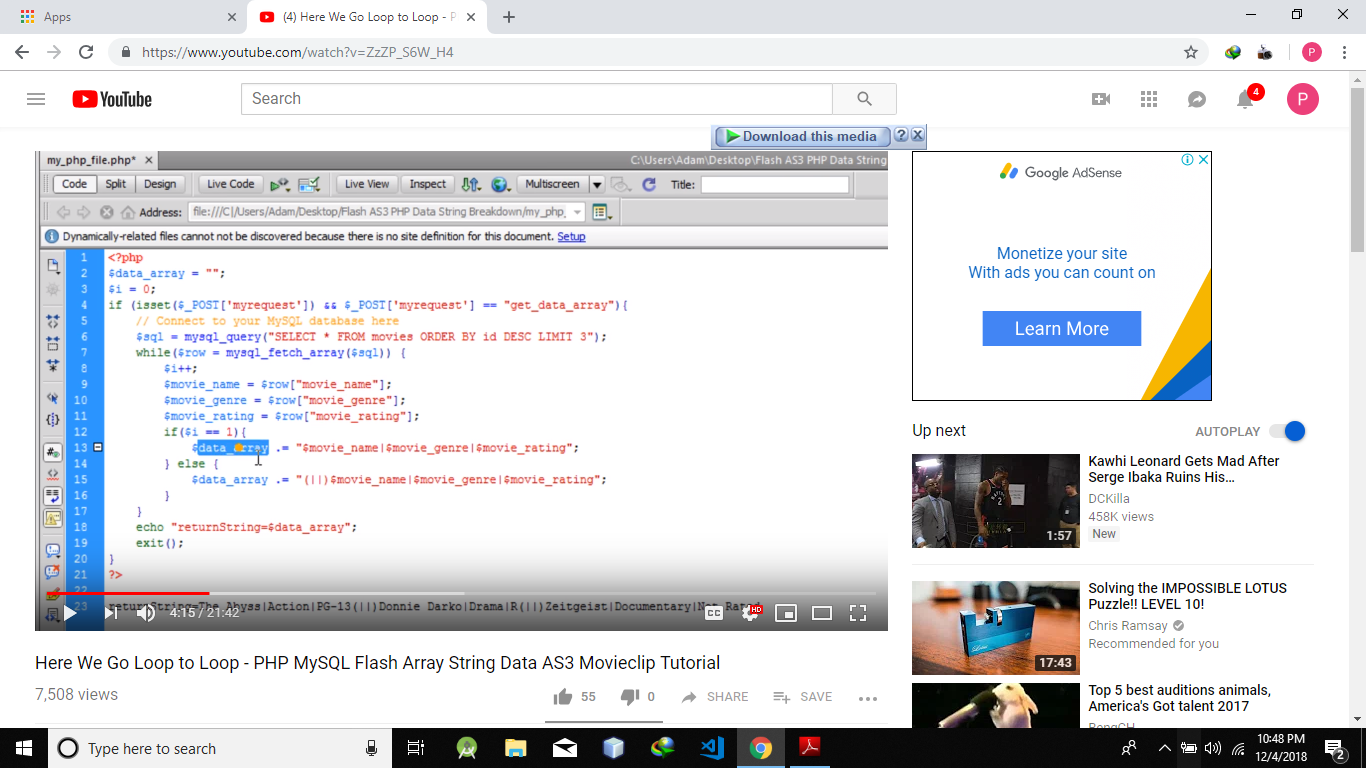 Apps
(4) Here We Go Loop to Loop - P
https://www.youtube.com/watch?v=ZzZP_S6W_H4
P
YouTube
Search
4
P
Download this media
?
my_php_file.php*
C:\Users\Adam\Desktop\Flash AS3 PHP Data String
Code Split Design Live Code Live View Inspect Multiscreen Title:
Address: file:///C|/Users/Adam/Desktop/Flash AS3 PHP Data String Breakdown/my_php_
Dynamically-related files cannot not be discovered because there is no site definition for this document. Setup
1 <?php
2 $data_array = "";
3 $i = 0;
4 if (isset($_POST['myrequest']) && $_POST['myrequest'] == "get_data_array"){
5 // Connect to your MySQL database here
6 $sql = mysql_query("SELECT * FROM movies ORDER BY id DESC LIMIT 3");
7 while($row = mysql_fetch_array($sql)) {
8 $i++;
9 $movie_name = $row["movie_name"];
10 $movie_genre = $row["movie_genre"];
11 $movie_rating = $row["movie_rating"];
12 if($i == 1){
13 $data_array .= "$movie_name|$movie_genre|$movie_rating";
14 } else {
15 $data_array .= "(||)$movie_name|$movie_genre|$movie_rating";
16 }
17 }
18 echo "returnString=$data_array";
19 exit();
20 }
21 ?>
22
23 returnString=The Abyss|Action|PG-13(||)Donnie Darko|Drama|R(||)Zeitgeist|Documentary|Not Rated
4:15 / 21:42
CC
HD
Google AdSense
Monetize your site
With ads you can count on
Learn More
Up next
AUTOPLAY
Kawhi Leonard Gets Mad After
Serge Ibaka Ruins His…
DCKilla
458K views
New
1:57
Solving the IMPOSSIBLE LOTUS
Puzzle!! LEVEL 10!
Chris Ramsay
Recommended for you
17:43
Top 5 best auditions animals,
America's Got talent 2017
Here We Go Loop to Loop - PHP MySQL Flash Array String Data AS3 Movieclip Tutorial
7,508 views
55
0
SHARE
SAVE
Type here to search
10:48 PM
12/4/2018
2